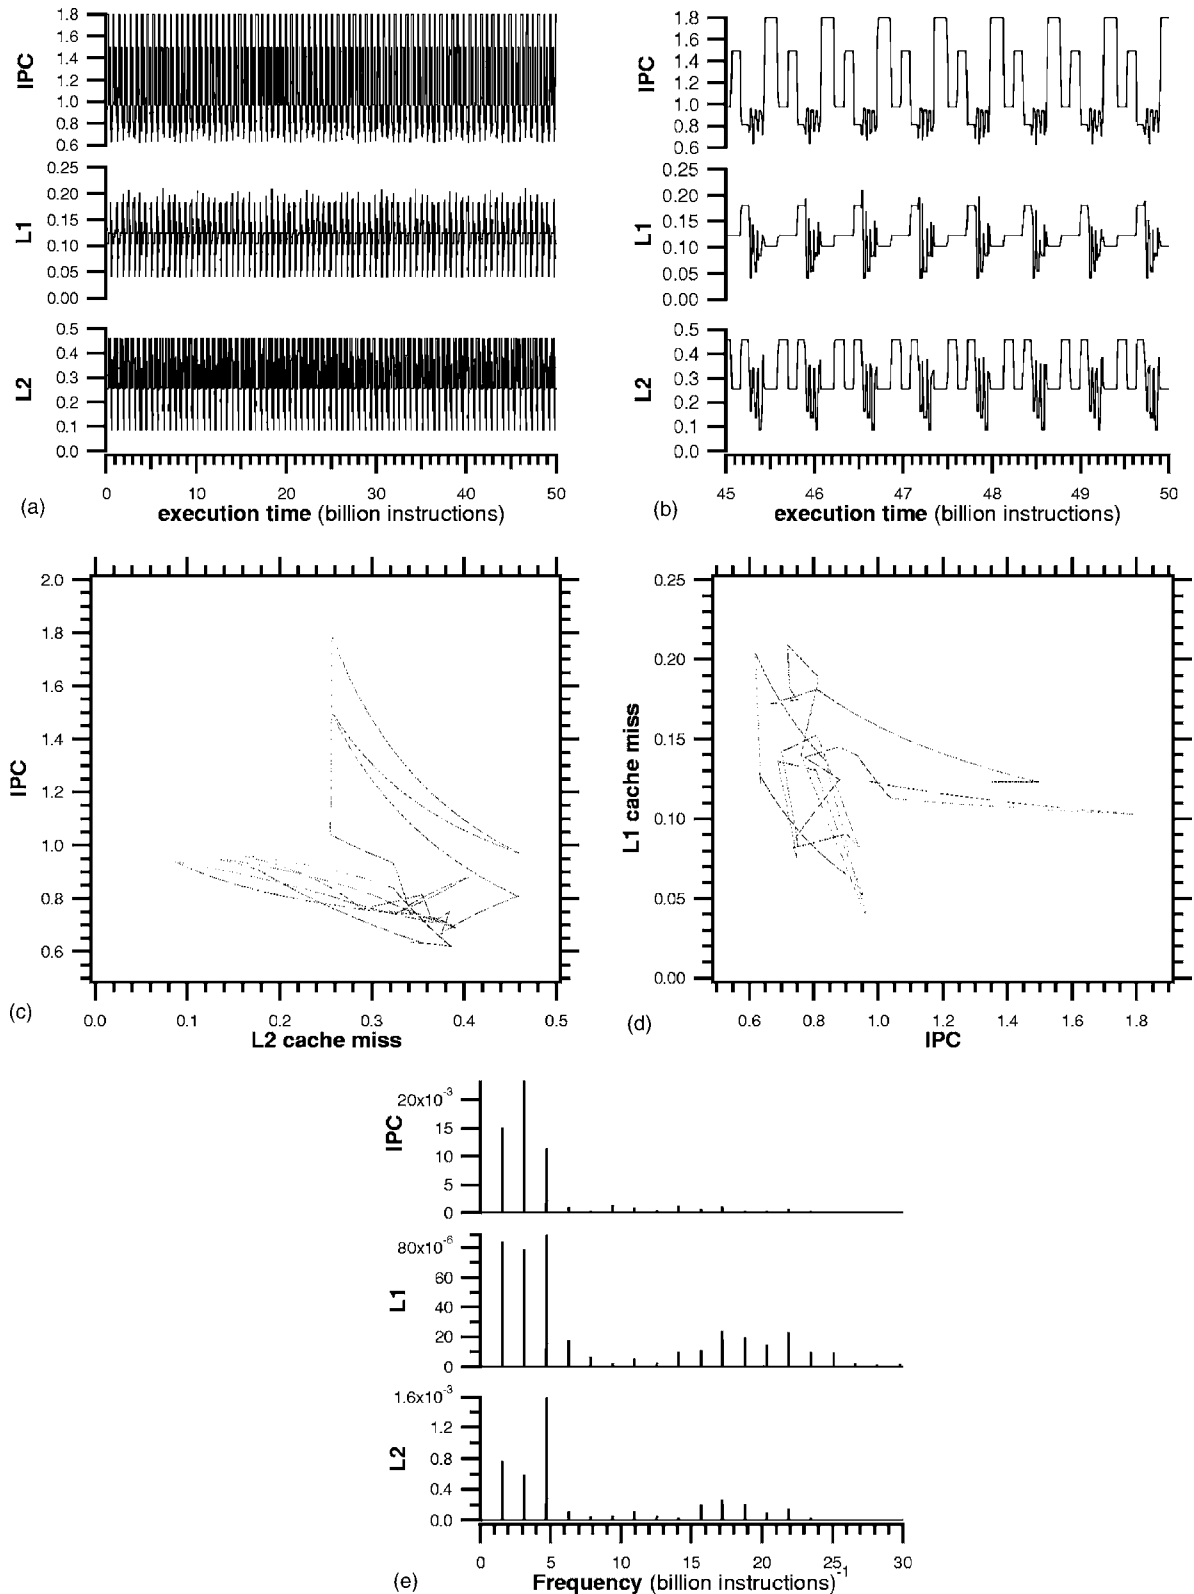 1.8
1.6
1.4
1.2
1.0
0.8
0.6
IPC
0.25
0.20
0.15
0.10
0.05
0.00
L1
0.5
0.4
0.3
0.2
0.1
0.0
L2
0 10 20 30 40 50
(a)
execution time (billion instructions)
1.8
1.6
1.4
1.2
1.0
0.8
0.6
IPC
0.25
0.20
0.15
0.10
0.05
0.00
L1
0.5
0.4
0.3
0.2
0.1
0.0
L2
45 46 47 48 49 50
(b)
execution time (billion instructions)
2.0
1.8
1.6
1.4
1.2
1.0
0.8
0.6
IPC
0.0 0.1 0.2 0.3 0.4 0.5
(c)
L2 cache miss
0.25
0.20
0.15
0.10
0.05
0.00
L1 cache miss
0.6 0.8 1.0 1.2 1.4 1.6 1.8
(d)
IPC
20x10⁻³
15
10
5
0
IPC
80x10⁻⁶
60
40
20
0
L1
1.6x10⁻³
1.2
0.8
0.4
0.0
L2
0 5 10 15 20 25 30
(e)
Frequency (billion instructions)⁻¹